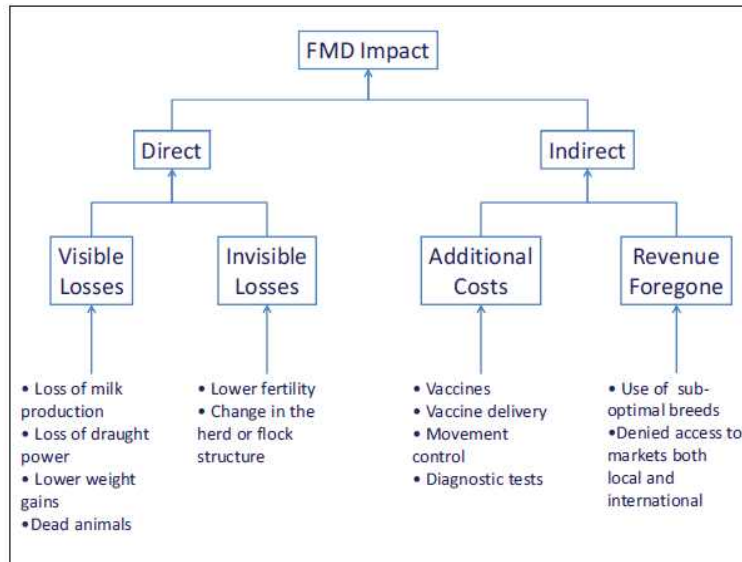 FMD Impact
Direct
Indirect
Visible
Losses
Invisible
Losses
Additional
Costs
Revenue
Foregone
• Loss of milk
production
• Loss of draught
power
• Lower weight
gains
•Dead animals
• Lower fertility
• Change in the
herd or flock
structure
• Vaccines
• Vaccine delivery
• Movement
control
• Diagnostic tests
• Use of sub-
optimal breeds
•Denied access to
markets both
local and
international